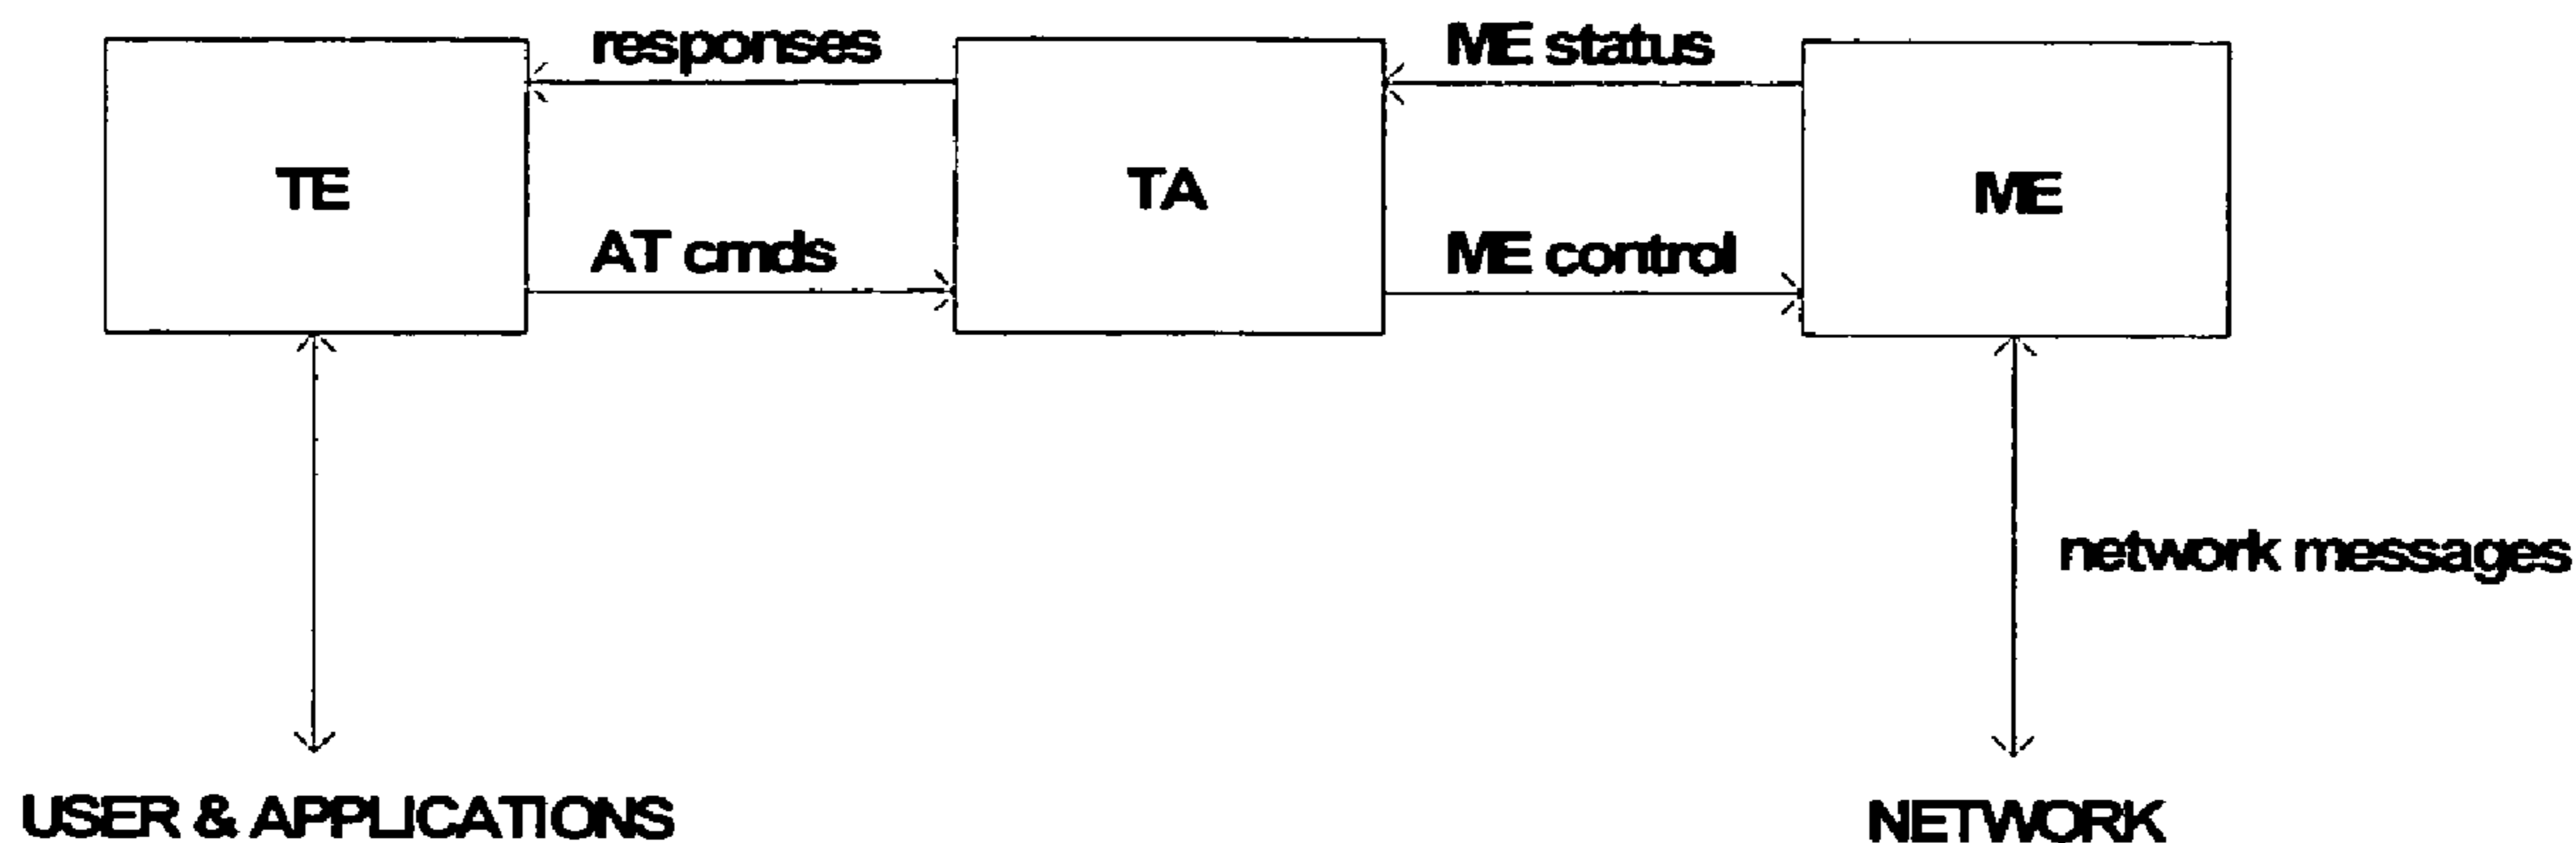 responses
ME status
TE
TA
ME
AT cmds
ME control
network messages
USER & APPLICATIONS
NETWORK